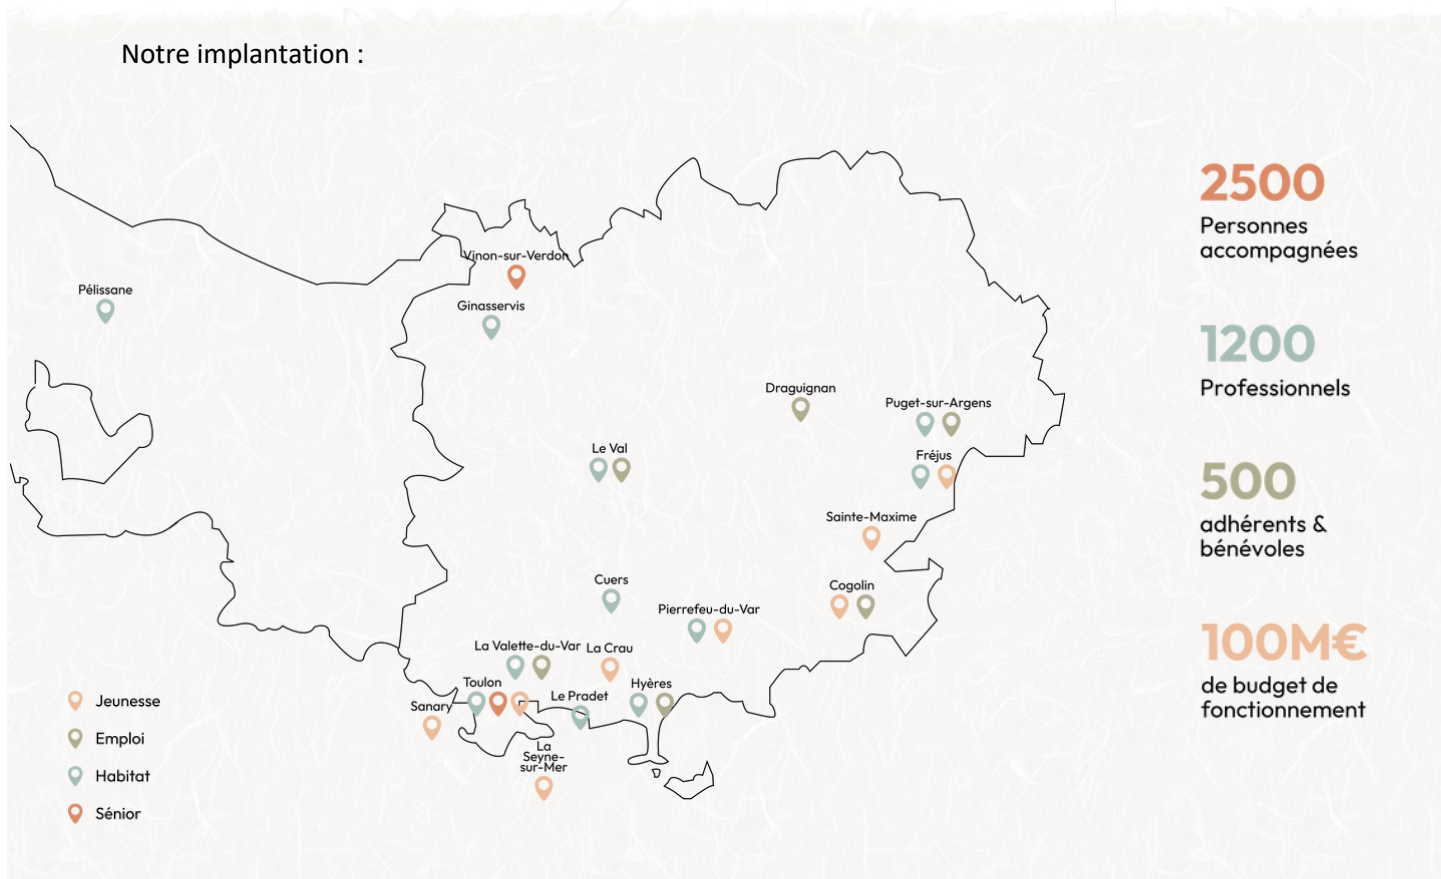 Notre implantation :
Vinon-sur-Verdon
Pélissane
Ginasservis
Draguignan
Puget-sur-Argens
Le Val
Fréjus
Sainte-Maxime
Cuers
Cogolin
Pierrefeu-du-Var
La Valette-du-Var
La Crau
Toulon
Hyères
Le Pradet
Sanary
La
Seyne-
sur-Mer
Jeunesse
Emploi
Habitat
Sénior
2500
Personnes
accompagnées
1200
Professionnels
500
adhérents &
bénévoles
100M€
de budget de
fonctionnement